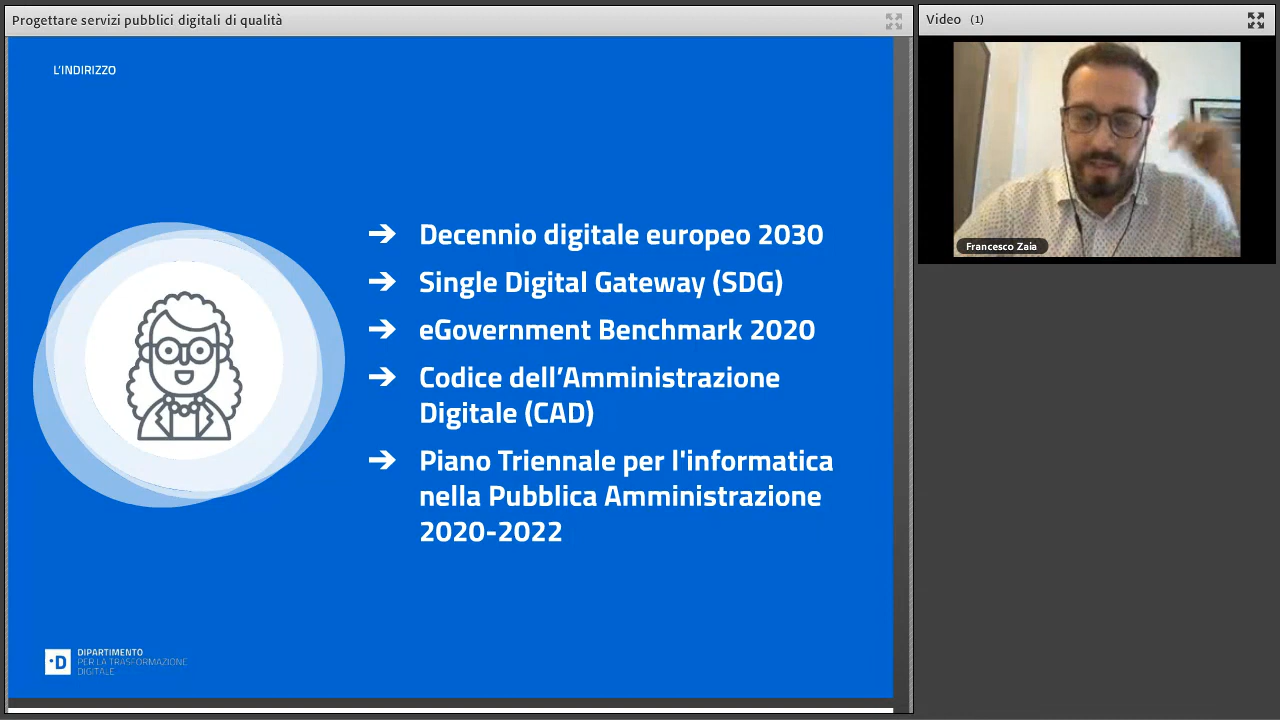 Progettare servizi pubblici digitali di qualità
Video (1)
L'INDIRIZZO
➔ Decennio digitale europeo 2030
➔ Single Digital Gateway (SDG)
➔ eGovernment Benchmark 2020
➔ Codice dell’Amministrazione
Digitale (CAD)
➔ Piano Triennale per l'informatica
nella Pubblica Amministrazione
2020-2022
DIPARTIMENTO
PER LA TRASFORMAZIONE
DIGITALE
Francesco Zaia